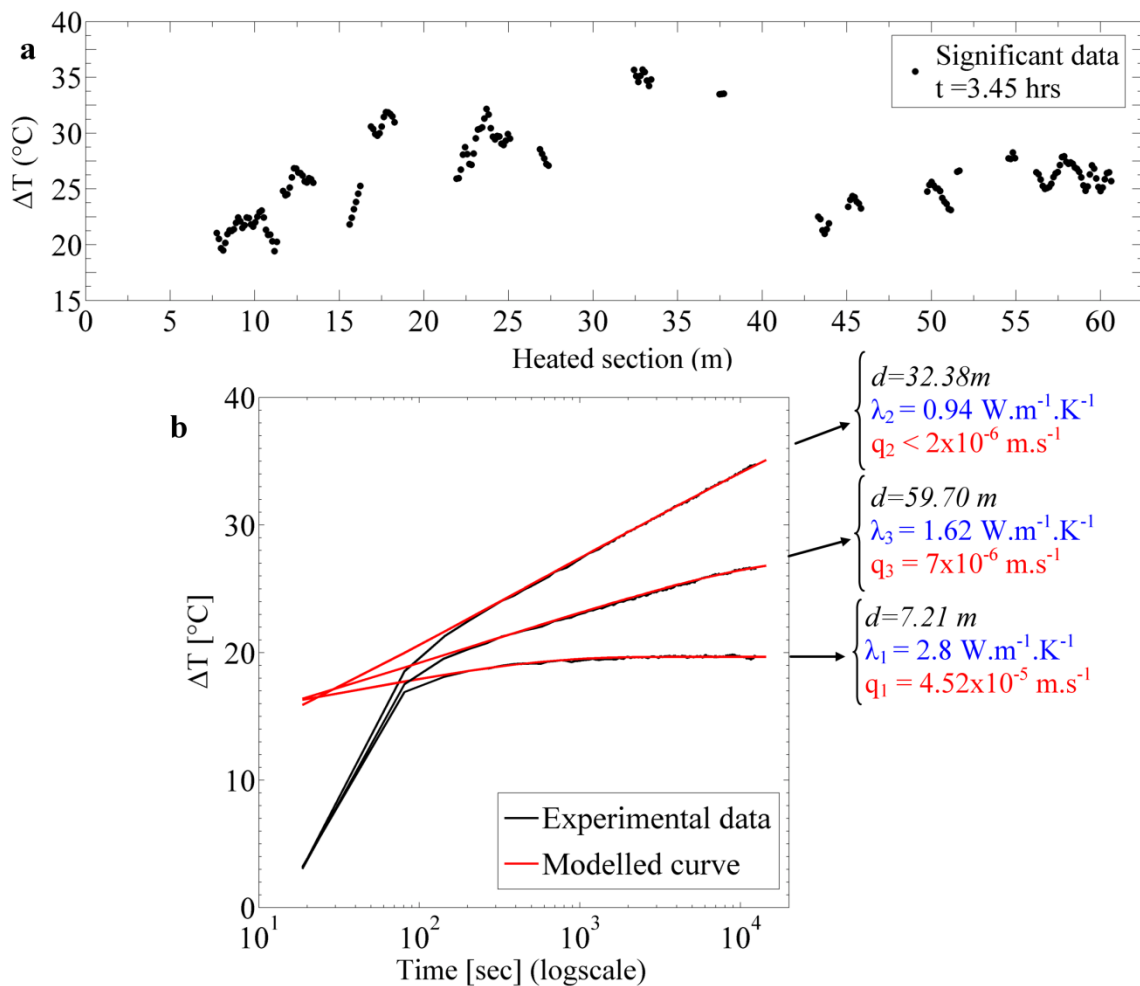 a
40
35
30
25
20
15
ΔT (°C)
Significant data
t =3.45 hrs
0 5 10 15 20 25 30 35 40 45 50 55 60
Heated section (m)
b
40
30
20
10
0
ΔT [°C]
d=32.38m
λ₂ = 0.94 W.m⁻¹.K⁻¹
q₂ < 2x10⁻⁶ m.s⁻¹
d=59.70 m
λ₃ = 1.62 W.m⁻¹.K⁻¹
q₃ = 7x10⁻⁶ m.s⁻¹
d=7.21 m
λ₁ = 2.8 W.m⁻¹.K⁻¹
q₁ = 4.52x10⁻⁵ m.s⁻¹
Experimental data
Modelled curve
10¹ 10² 10³ 10⁴
Time [sec] (logscale)